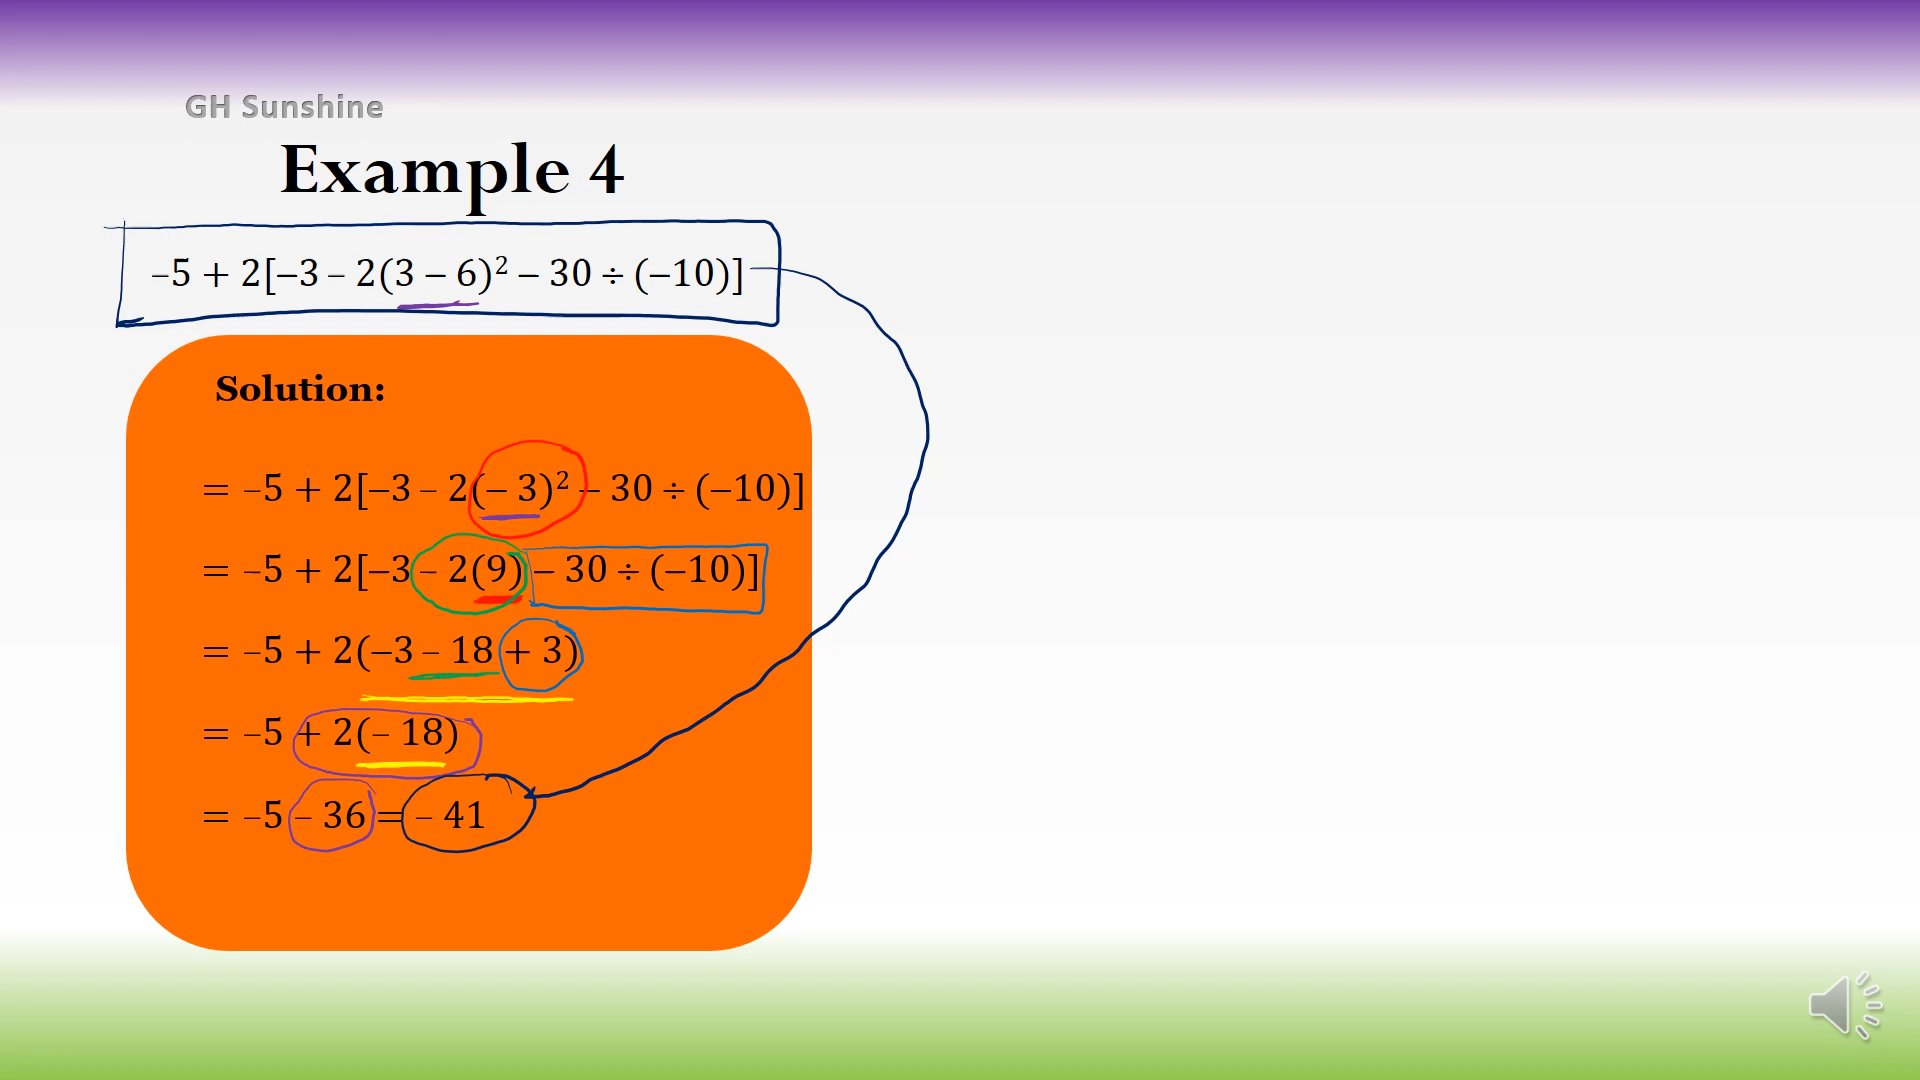 GH Sunshine
Example 4
–5 + 2[–3 – 2(3 – 6)² – 30 ÷ (–10)]
Solution:
= –5 + 2[–3 – 2(– 3)² – 30 ÷ (–10)]
= –5 + 2[–3 – 2(9) – 30 ÷ (–10)]
= –5 + 2(–3 – 18 + 3)
= –5 + 2(– 18)
= –5 – 36 = – 41